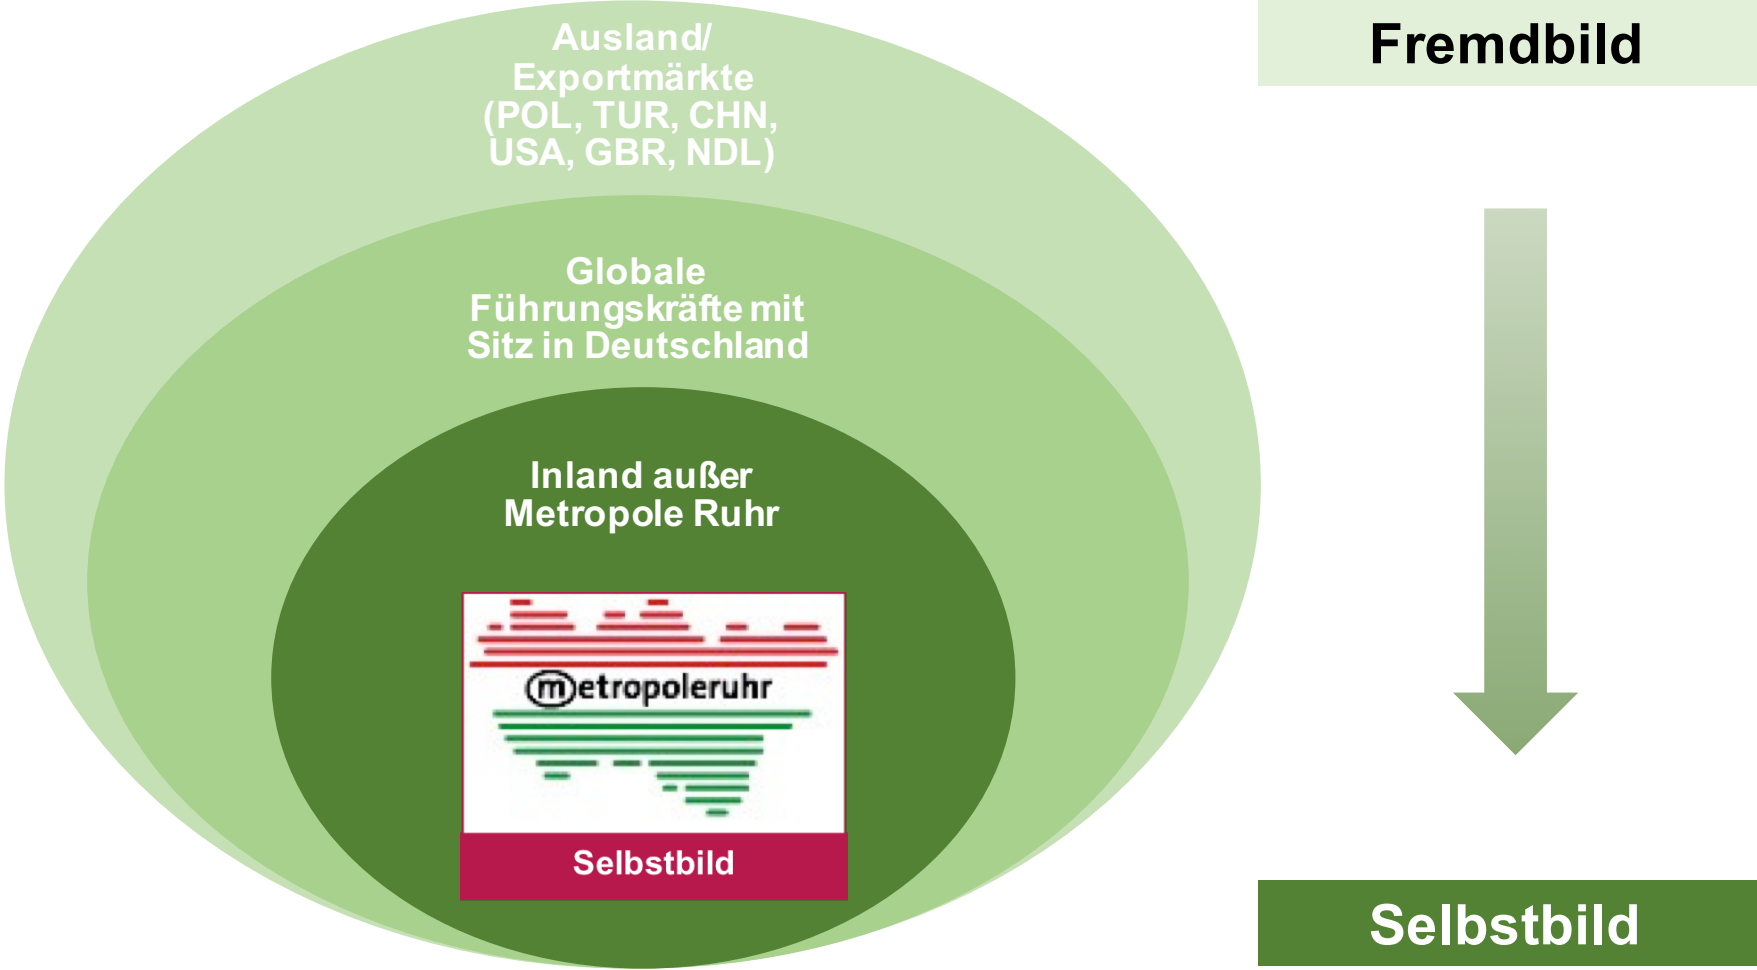 Ausland/
Exportmärkte
(POL, TUR, CHN,
USA, GBR, NDL)
Globale
Führungskräfte mit
Sitz in Deutschland
Inland außer
Metropole Ruhr
metropoleruhr
Selbstbild
Fremdbild
Selbstbild